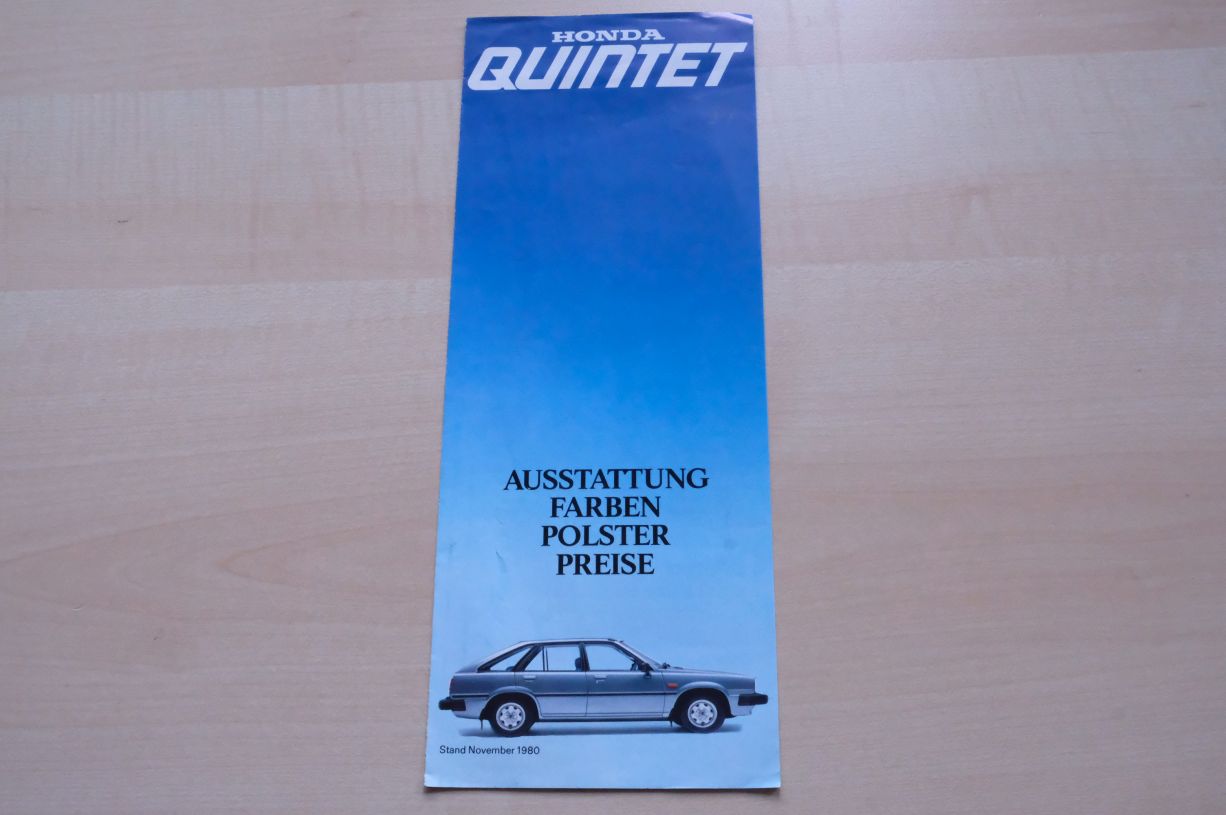 HONDA
QUINTET
AUSSTATTUNG
FARBEN
POLSTER
PREISE
Stand November 1980